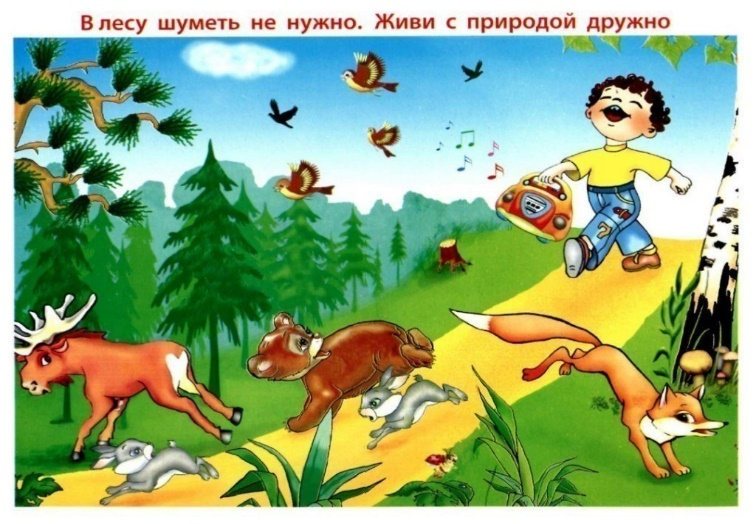 В лесу шуметь не нужно. Живи с природой дружно